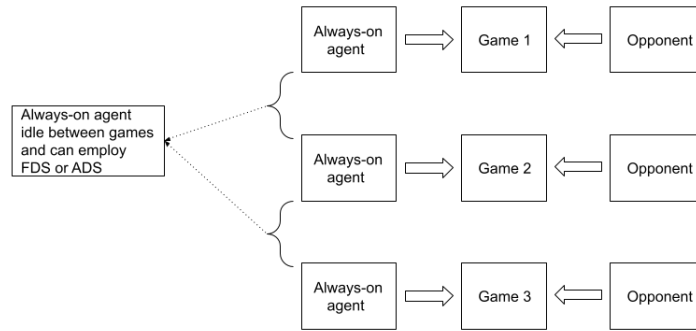 Always-on
agent
Game 1
Opponent
Always-on agent
idle between games
and can employ
FDS or ADS
Always-on
agent
Game 2
Opponent
Always-on
agent
Game 3
Opponent